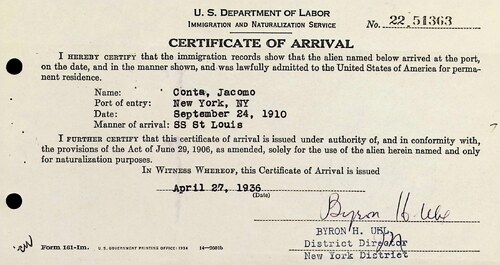 U. S. DEPARTMENT OF LABOR
IMMIGRATION AND NATURALIZATION SERVICE
No. 22 51363
CERTIFICATE OF ARRIVAL
I HEREBY CERTIFY that the immigration records show that the alien named below arrived at the port,
on the date, and in the manner shown, and was lawfully admitted to the United States of America for perma-
nent residence.
Name: Conta, Jacomo
Port of entry: New York, NY
Date: September 24, 1910
Manner of arrival: SS St Louis
I FURTHER CERTIFY that this certificate of arrival is issued under authority of, and in conformity with,
the provisions of the Act of June 29, 1906, as amended, solely for the use of the alien herein named and only
for naturalization purposes.
IN WITNESS WHEREOF, this Certificate of Arrival is issued
April 27, 1936
(Date)
Byron H. Uhl
BYRON H. UHL
District Director
New York District
Form 161-Im. U. S. GOVERNMENT PRINTING OFFICE: 1934